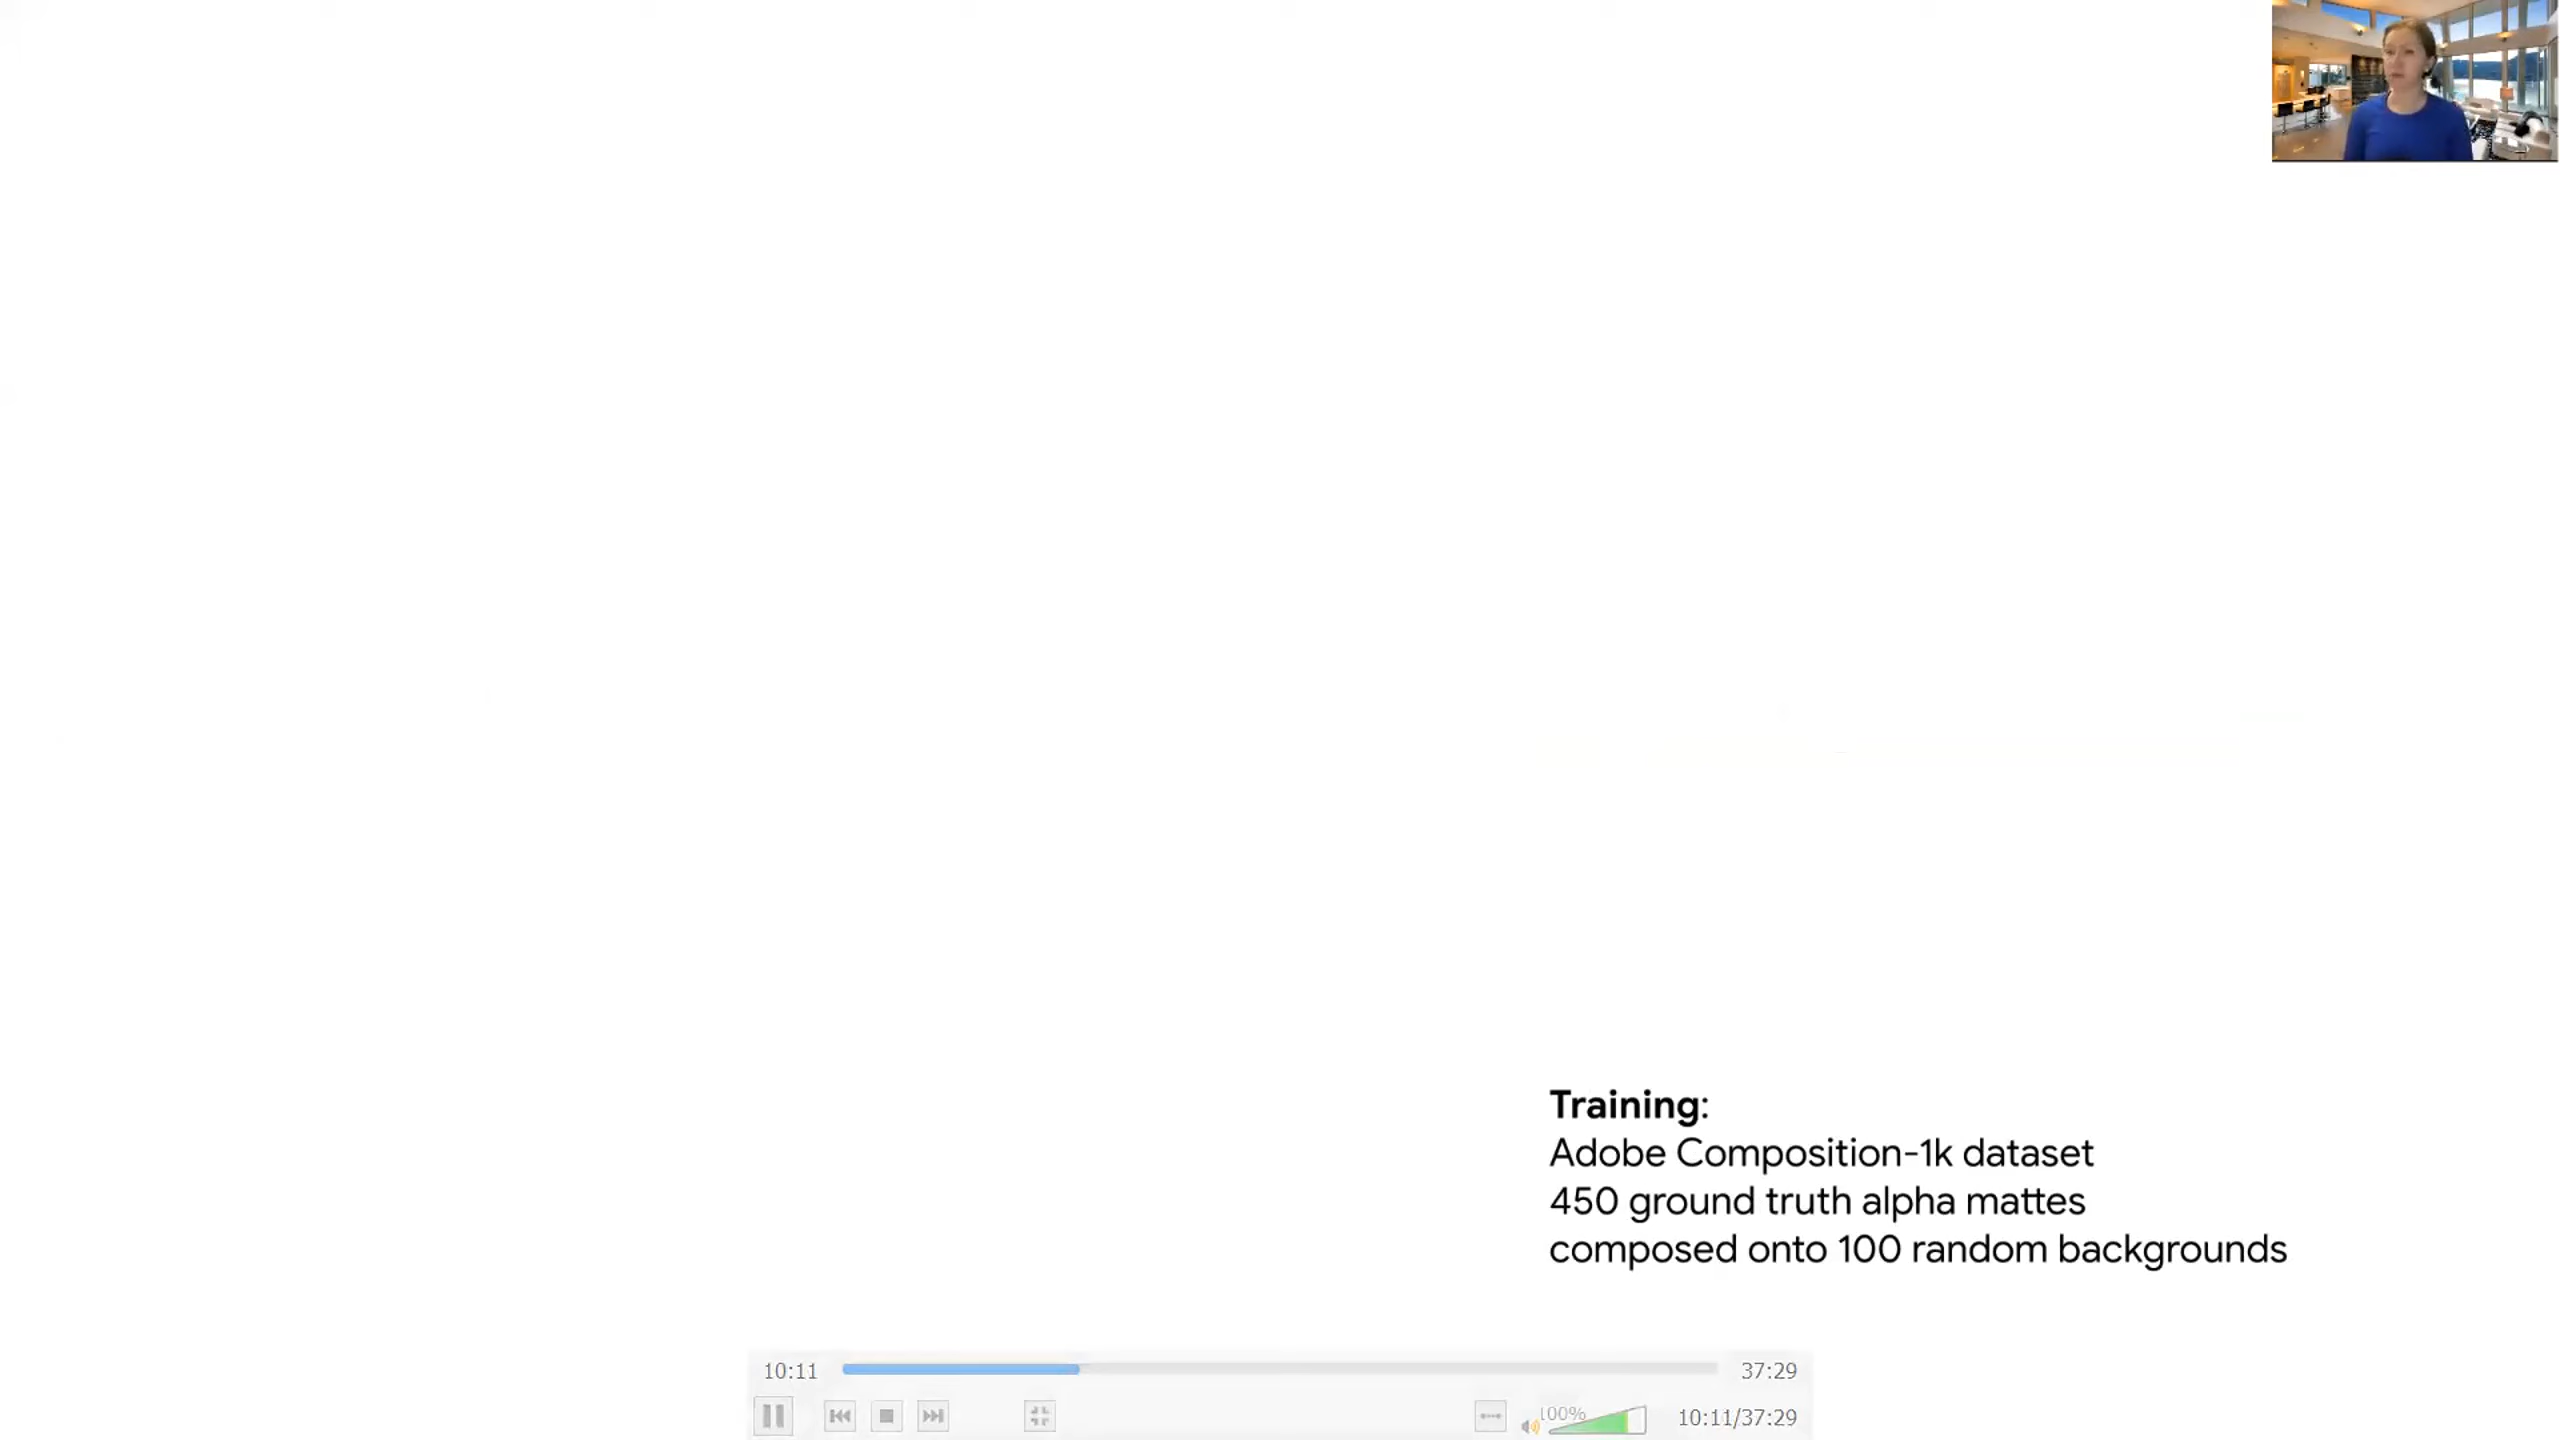 Training:
Adobe Composition-1k dataset
450 ground truth alpha mattes
composed onto 100 random backgrounds
10:11
37:29
100%
10:11/37:29